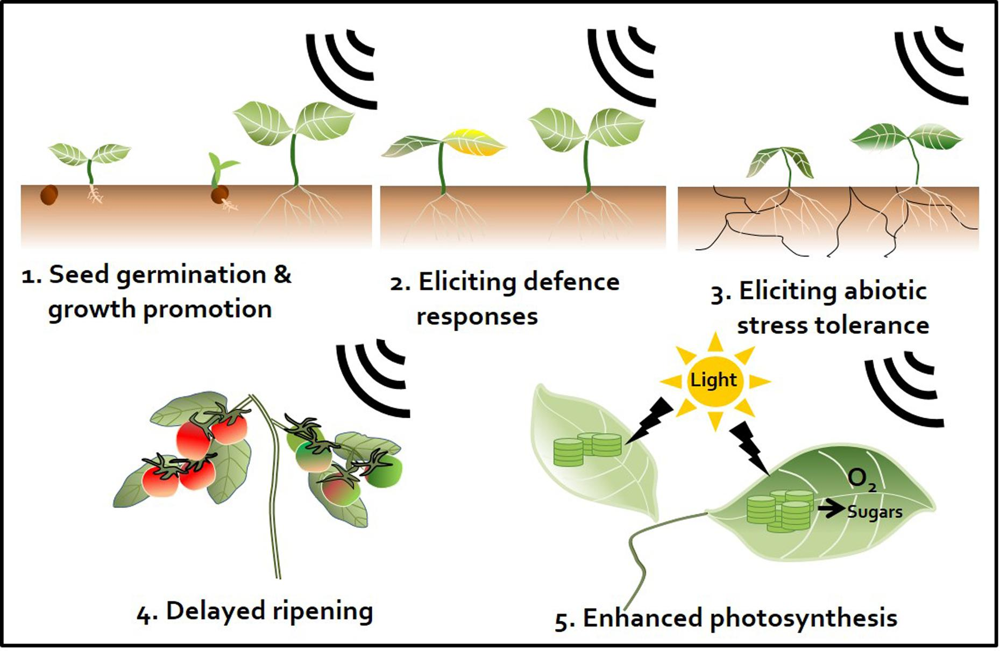 1. Seed germination &
growth promotion
2. Eliciting defence
responses
3. Eliciting abiotic
stress tolerance
Light
O2
Sugars
4. Delayed ripening
5. Enhanced photosynthesis